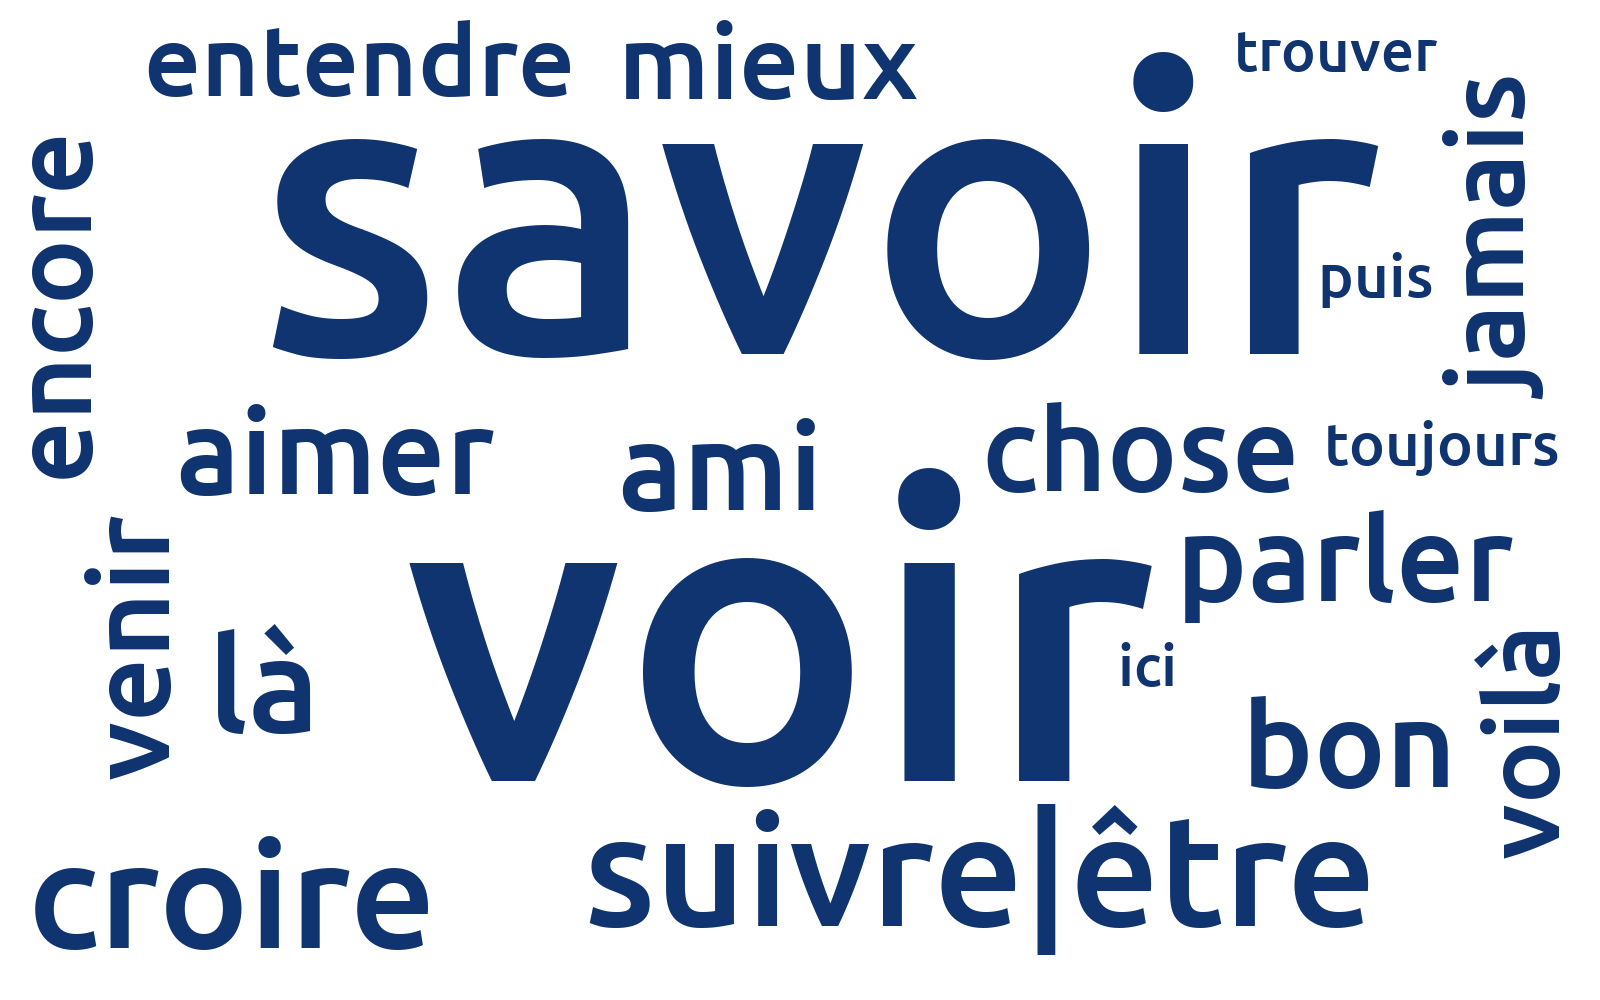 entendre mieux
trouver
savoir
encore
jamais
puis
aimer
ami
chose
toujours
voir
parler
venir
là
ici
bon
voilà
croire
suivre|être